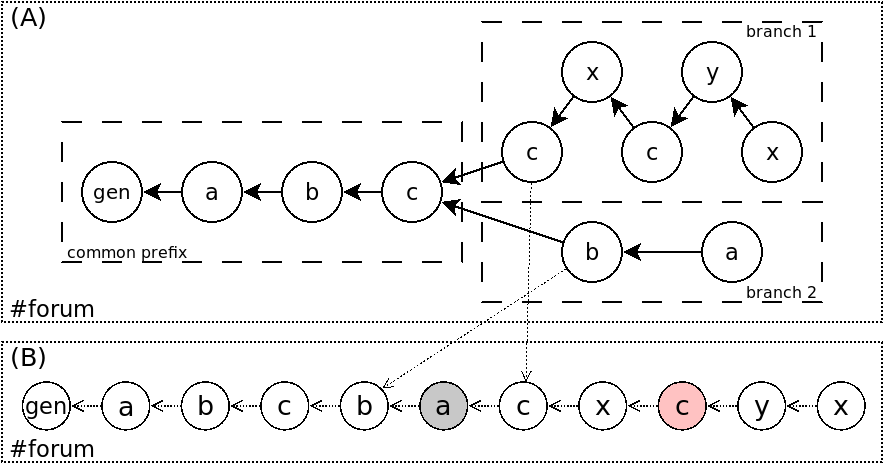 (A)
branch 1
x y
c c x
gen a b c
common prefix
b a
branch 2
#forum
(B)
gen a b c b a c x c y x
#forum